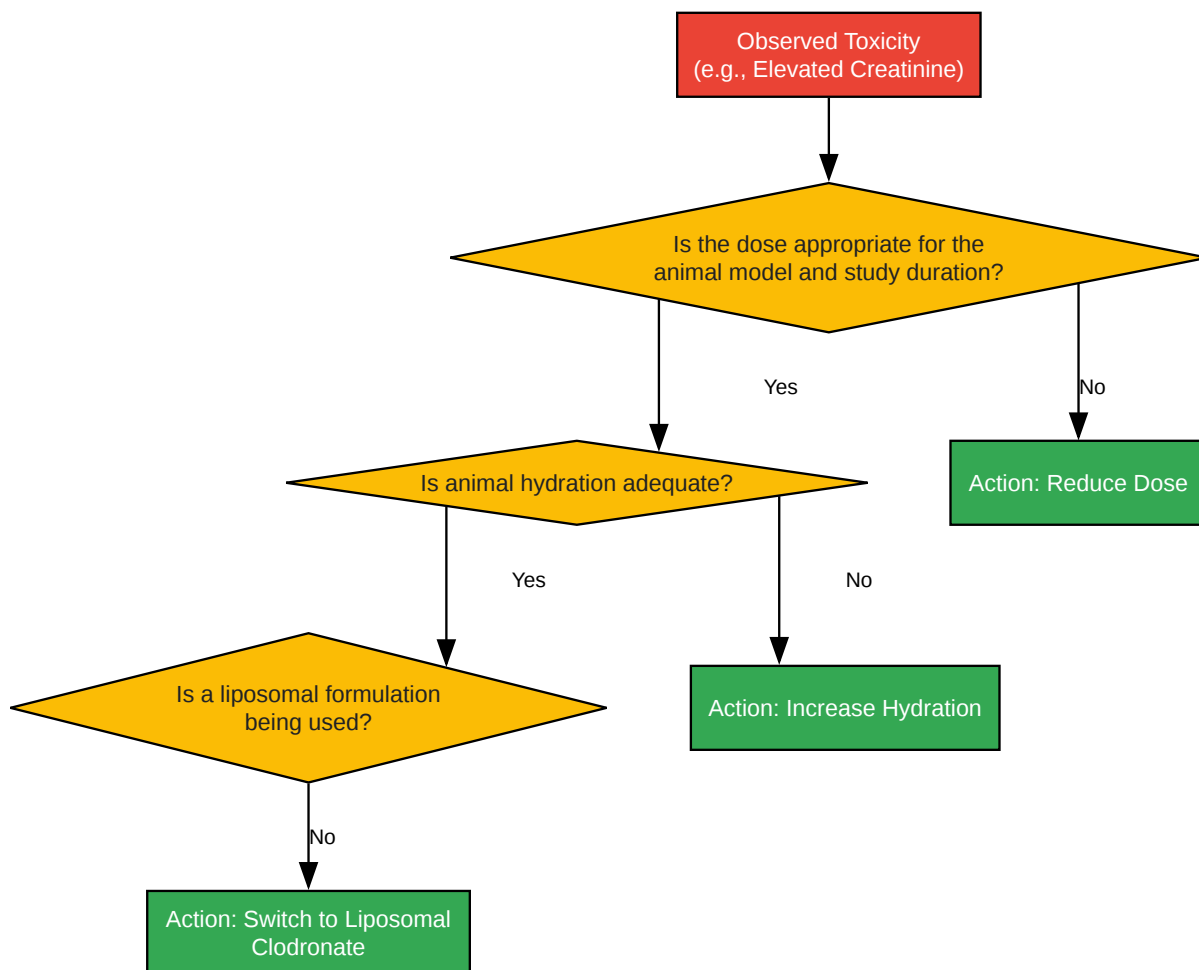 Observed Toxicity
(e.g., Elevated Creatinine)
Is the dose appropriate for the
animal model and study duration?
Yes
No
Is animal hydration adequate?
Action: Reduce Dose
Yes
No
Is a liposomal formulation
being used?
Action: Increase Hydration
No
Action: Switch to Liposomal
Clodronate